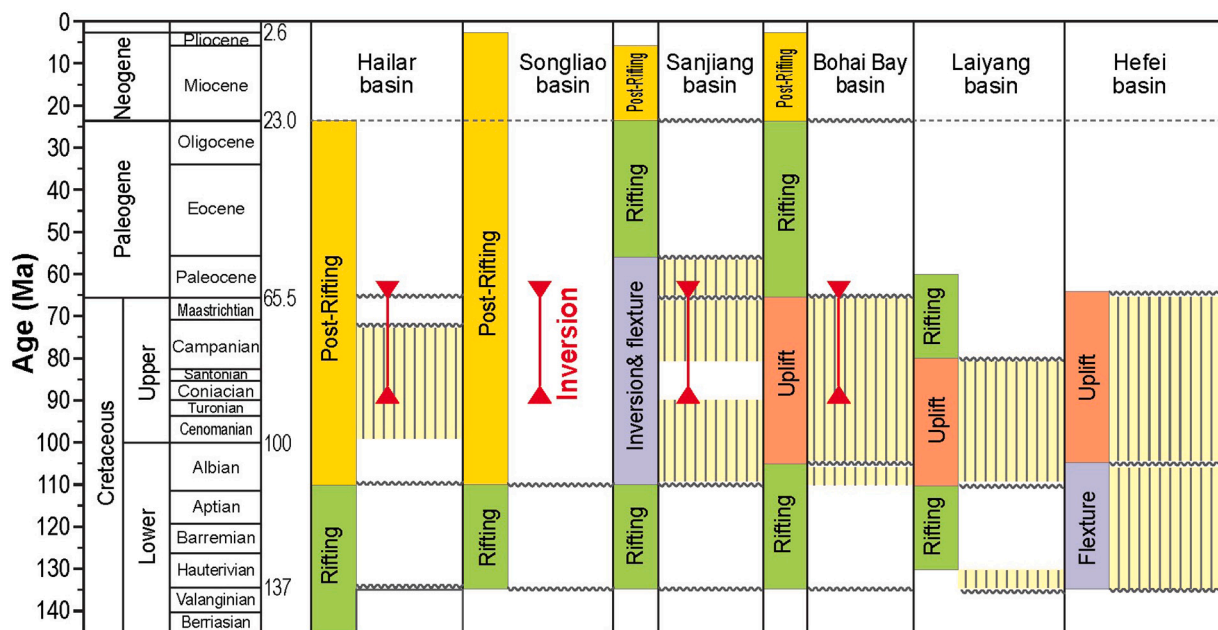 Age (Ma)
0
10
20
30
40
50
60
70
80
90
100
110
120
130
140
Neogene
Paleogene
Cretaceous
Upper
Lower
Pliocene
Miocene
Oligocene
Eocene
Paleocene
Maastrichtian
Campanian
Santonian
Coniacian
Turonian
Cenomanian
Albian
Aptian
Barremian
Hauterivian
Valanginian
Berriasian
2.6
23.0
65.5
100
137
Hailar
basin
Post-Rifting
Rifting
Songliao
basin
Post-Rifting
Rifting
Inversion
Sanjiang
basin
Post-Rifting
Rifting
Inversion& flexture
Rifting
Bohai Bay
basin
Post-Rifting
Rifting
Uplift
Rifting
Laiyang
basin
Rifting
Uplift
Rifting
Hefei
basin
Uplift
Flexture